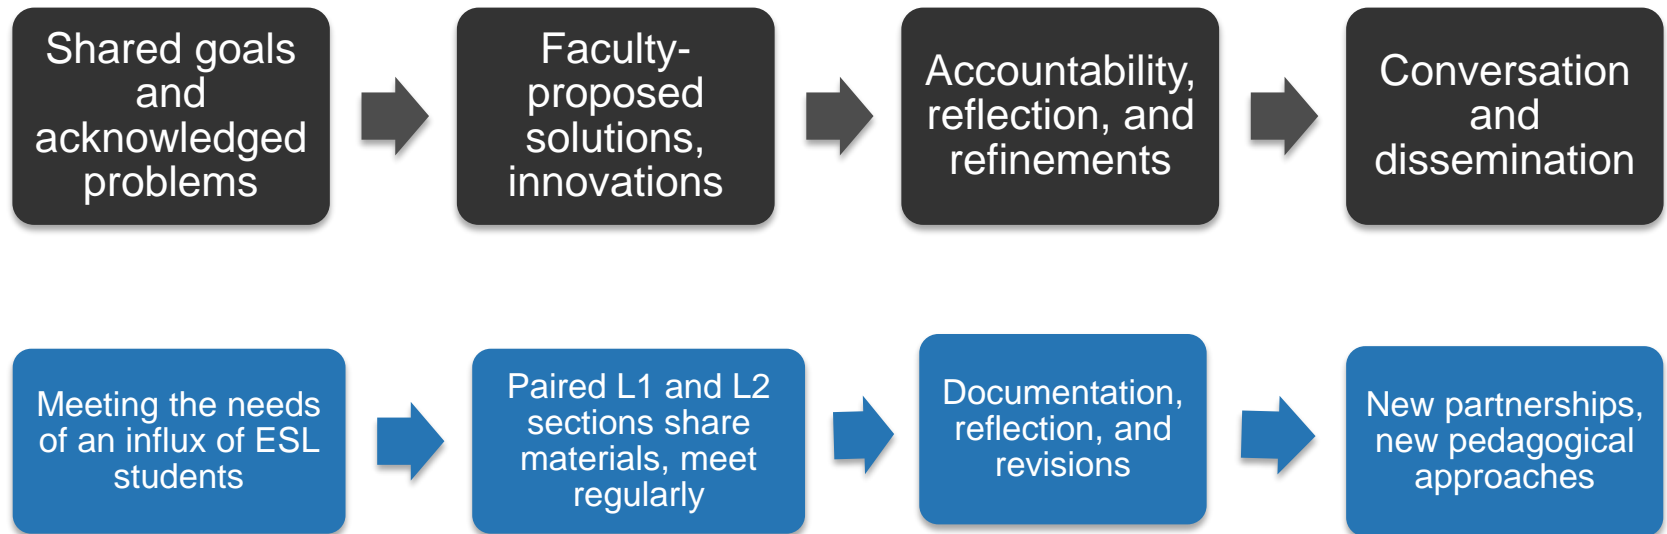 Shared goals
and
acknowledged
problems
Faculty-
proposed
solutions,
innovations
Accountability,
reflection, and
refinements
Conversation
and
dissemination
Meeting the needs
of an influx of ESL
students
Paired L1 and L2
sections share
materials, meet
regularly
Documentation,
reflection, and
revisions
New partnerships,
new pedagogical
approaches